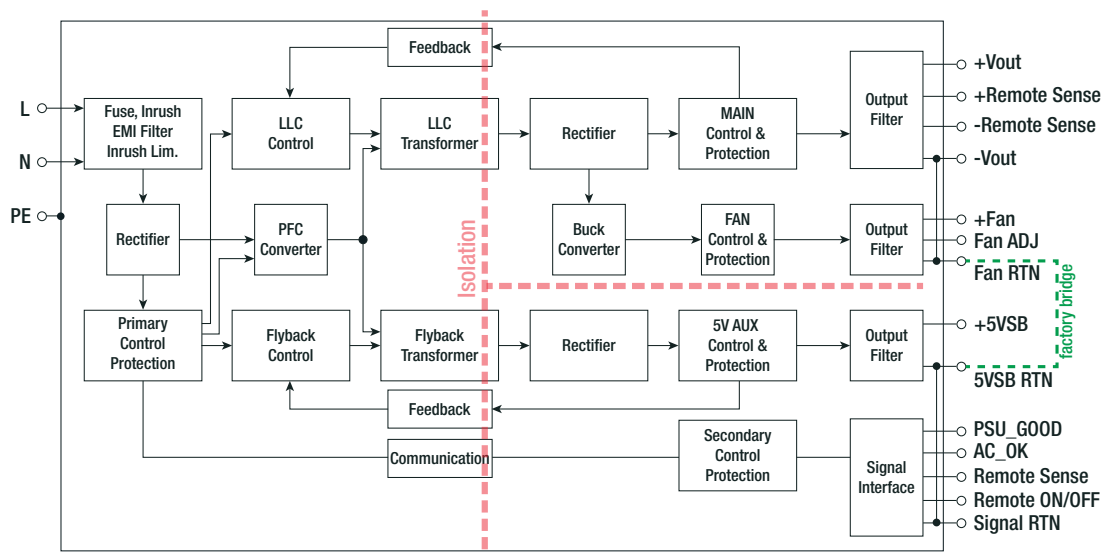 Feedback
L
N
PE
Fuse, Inrush
EMI Filter
Inrush Lim.
LLC
Control
LLC
Transformer
Rectifier
MAIN
Control &
Protection
Output
Filter
+Vout
+Remote Sense
-Remote Sense
-Vout
Rectifier
PFC
Converter
Isolation
Buck
Converter
FAN
Control &
Protection
Output
Filter
+Fan
Fan ADJ
Fan RTN
factory bridge
Primary
Control
Protection
Flyback
Control
Flyback
Transformer
Rectifier
5V AUX
Control &
Protection
Output
Filter
+5VSB
5VSB RTN
Feedback
Communication
Secondary
Control
Protection
Signal
Interface
PSU_GOOD
AC_OK
Remote Sense
Remote ON/OFF
Signal RTN